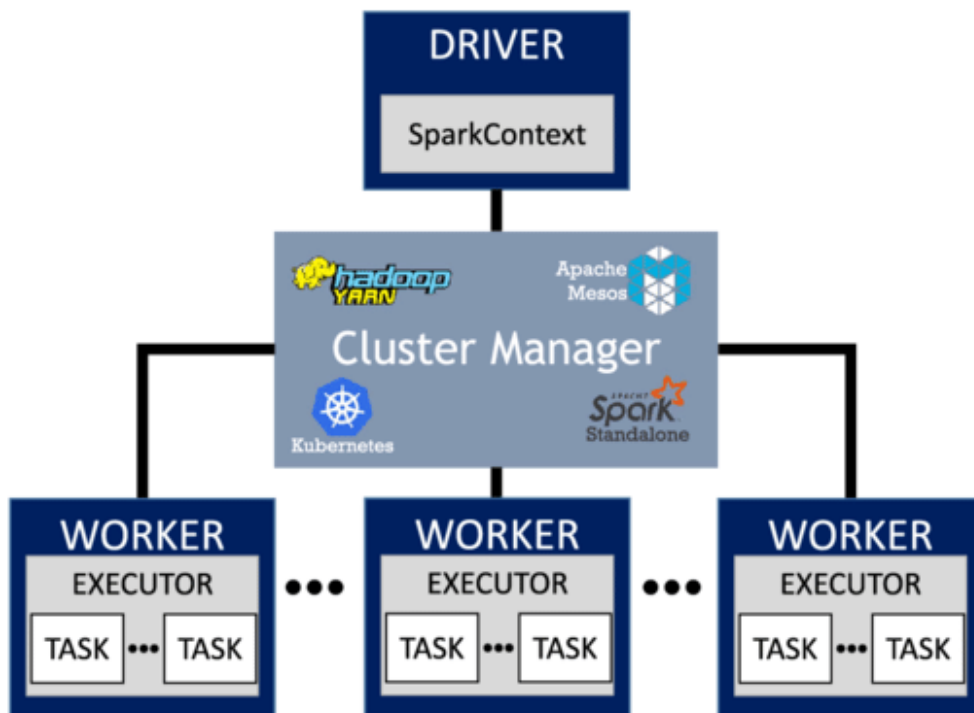 DRIVER
SparkContext
hadoop
YARN
Apache
Mesos
Cluster Manager
Kubernetes
APACHE
Spark
Standalone
WORKER
EXECUTOR
TASK ••• TASK
•••
WORKER
EXECUTOR
TASK ••• TASK
•••
WORKER
EXECUTOR
TASK ••• TASK